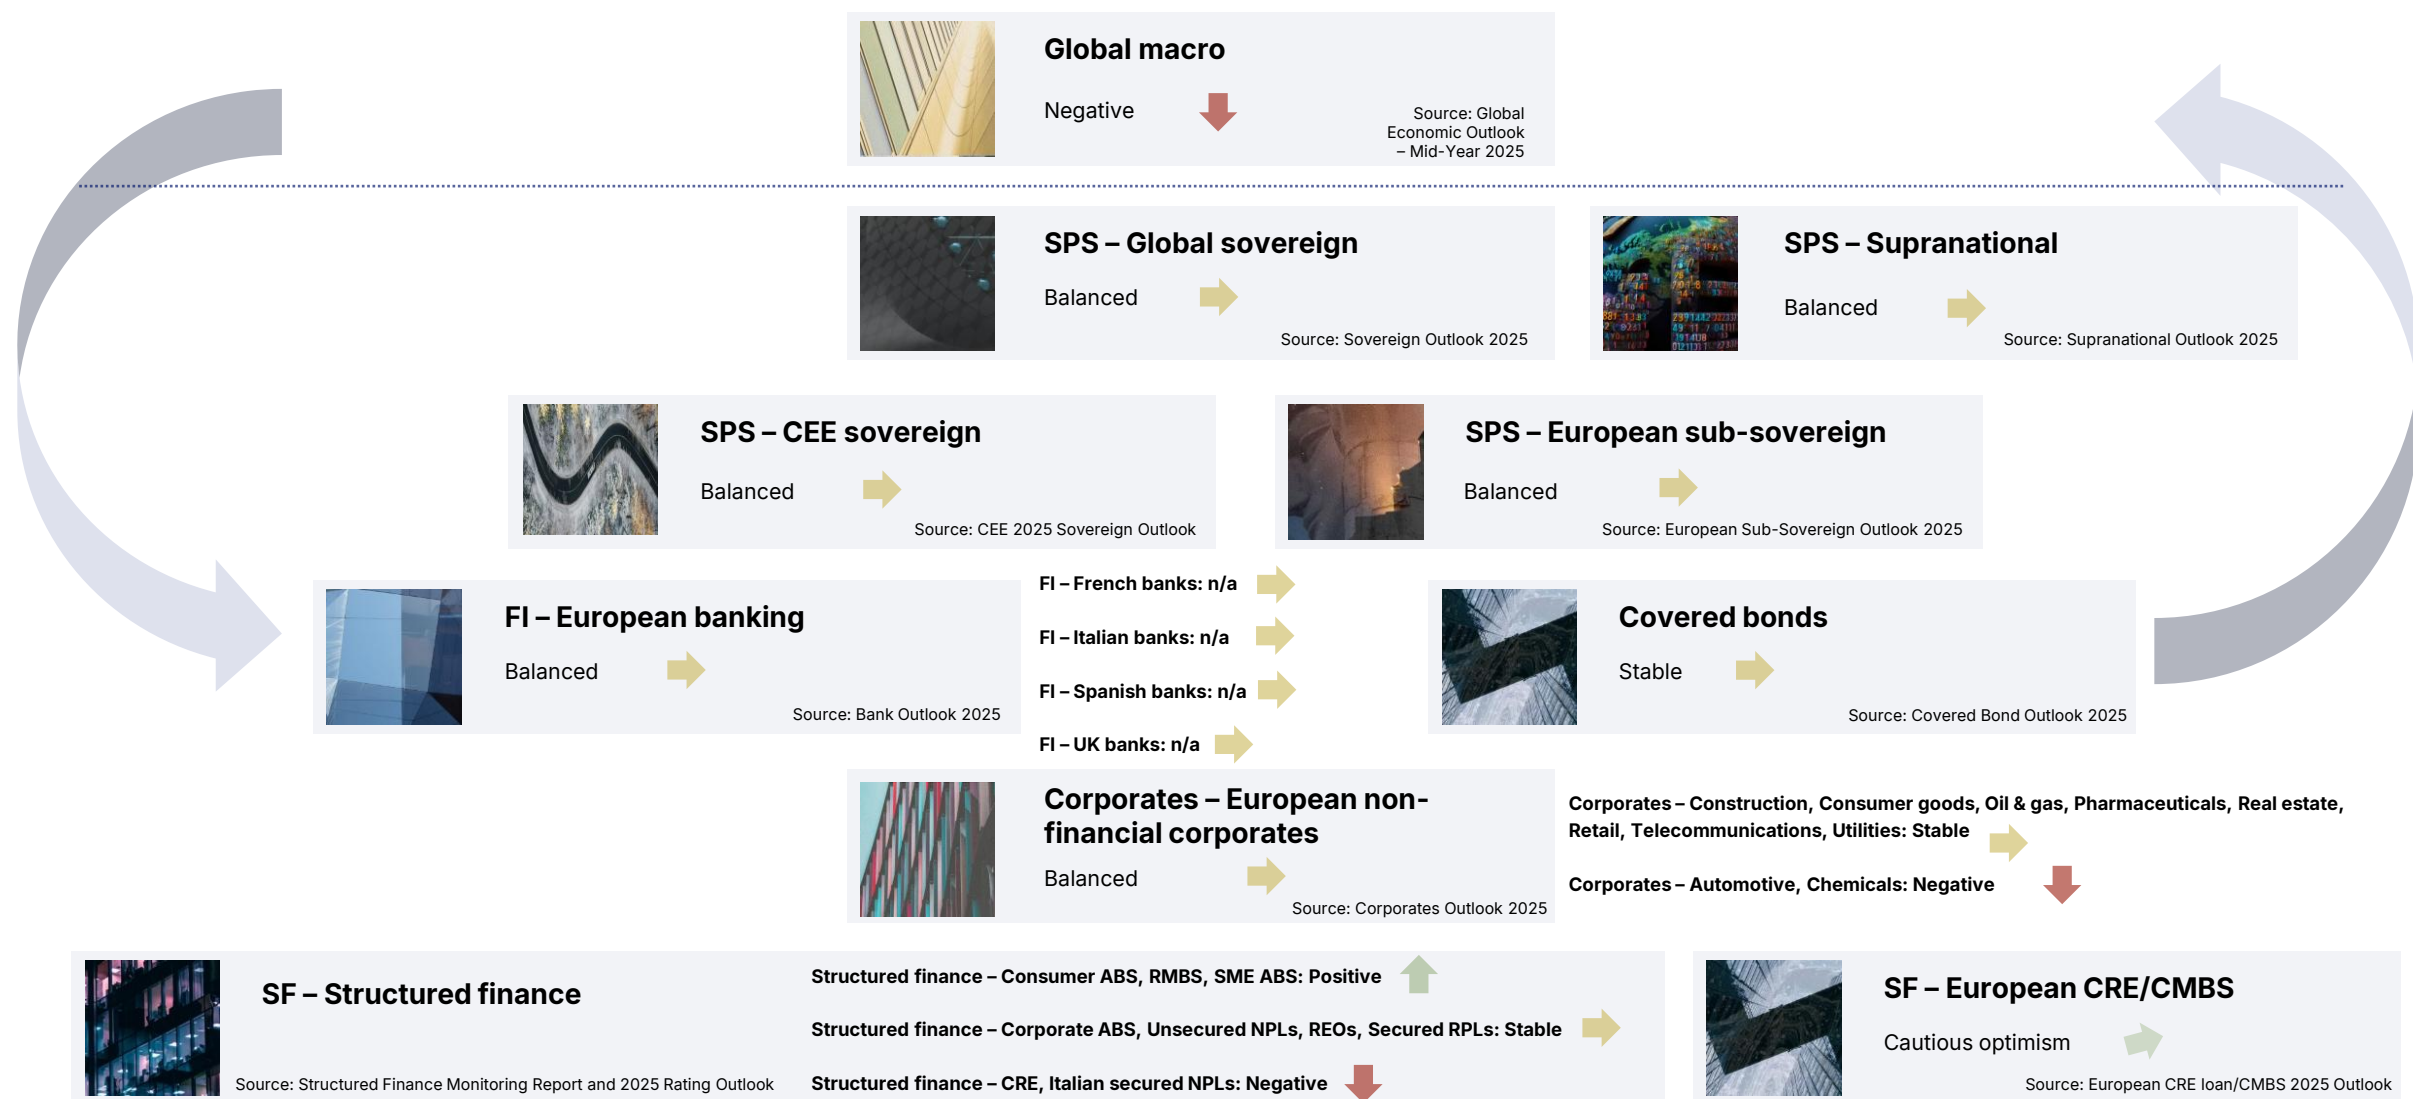 Global macro
Negative
Source: Global
Economic Outlook
– Mid-Year 2025
SPS – Global sovereign
Balanced
Source: Sovereign Outlook 2025
SPS – Supranational
Balanced
Source: Supranational Outlook 2025
SPS – CEE sovereign
Balanced
Source: CEE 2025 Sovereign Outlook
SPS – European sub-sovereign
Balanced
Source: European Sub-Sovereign Outlook 2025
FI – European banking
Balanced
Source: Bank Outlook 2025
FI – French banks: n/a
FI – Italian banks: n/a
FI – Spanish banks: n/a
FI – UK banks: n/a
Covered bonds
Stable
Source: Covered Bond Outlook 2025
Corporates – European non-
financial corporates
Balanced
Source: Corporates Outlook 2025
Corporates – Construction, Consumer goods, Oil & gas, Pharmaceuticals, Real estate,
Retail, Telecommunications, Utilities: Stable
Corporates – Automotive, Chemicals: Negative
SF – Structured finance
Source: Structured Finance Monitoring Report and 2025 Rating Outlook
Structured finance – Consumer ABS, RMBS, SME ABS: Positive
Structured finance – Corporate ABS, Unsecured NPLs, REOs, Secured RPLs: Stable
Structured finance – CRE, Italian secured NPLs: Negative
SF – European CRE/CMBS
Cautious optimism
Source: European CRE loan/CMBS 2025 Outlook